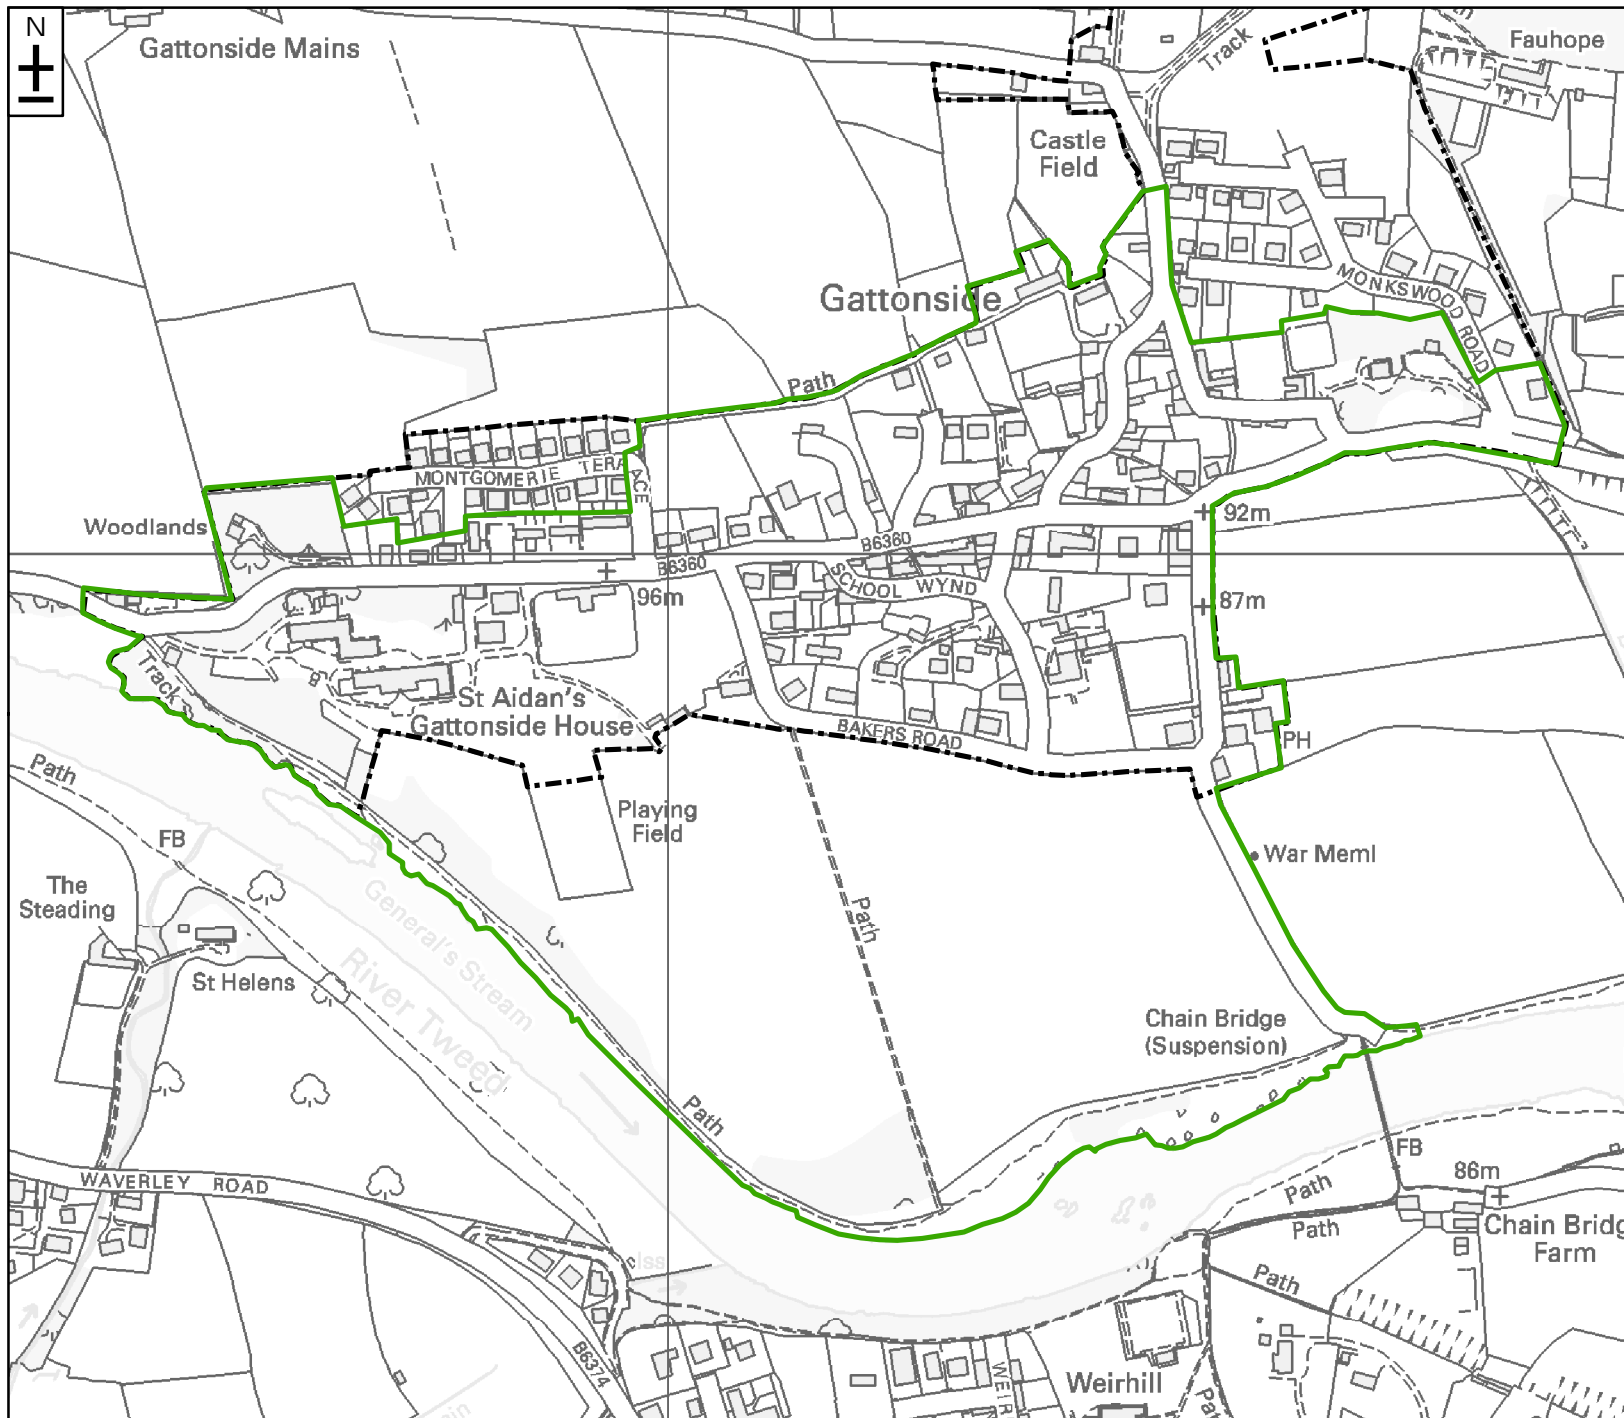 N
Gattonside Mains
Track
Fauhope
Castle
Field
Gattonside
MONKSWOOD ROAD
Path
MONTGOMERIE TERRACE
Woodlands
92m
B6360
B6360
SCHOOL WYND
96m
87m
Track
St Aidan's
Gattonside House
BAKERS ROAD
PH
Path
Playing
Field
FB
War Meml
The
Steading
General's Stream
Path
River Tweed
St Helens
Chain Bridge
(Suspension)
Path
FB
WAVERLEY ROAD
86m
Path
Path
Chain Bridg
Farm
Path
B6374
WEIR
Weirhill
Pat